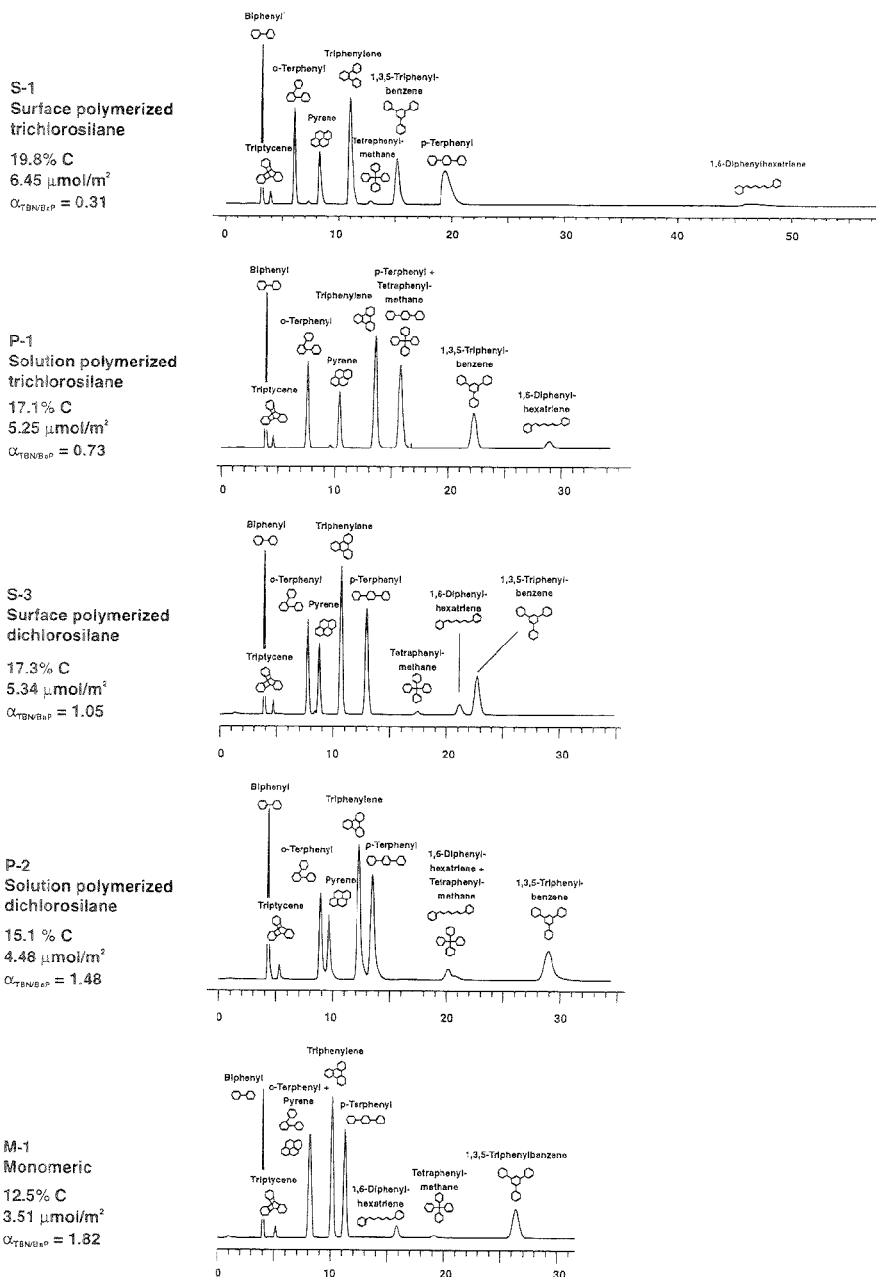 S-1
Surface polymerized
trichlorosilane
19.8% C
6.45 μmol/m²
αTBN/BaP = 0.31
Biphenyl
Triptycene
o-Terphenyl
Pyrene
Triphenylene
Tetraphenyl-
methane
1,3,5-Triphenyl-
benzene
p-Terphenyl
1,6-Diphenylhexatriene
0 10 20 30 40 50
P-1
Solution polymerized
trichlorosilane
17.1% C
5.25 μmol/m²
αTBN/BaP = 0.73
Biphenyl
Triptycene
o-Terphenyl
Pyrene
Triphenylene
p-Terphenyl +
Tetraphenyl-
methane
1,3,5-Triphenyl-
benzene
1,6-Diphenyl-
hexatriene
0 10 20 30
S-3
Surface polymerized
dichlorosilane
17.3% C
5.34 μmol/m²
αTBN/BaP = 1.05
Biphenyl
Triptycene
o-Terphenyl
Pyrene
Triphenylene
p-Terphenyl
Tetraphenyl-
methane
1,6-Diphenyl-
hexatriene
1,3,5-Triphenyl-
benzene
0 10 20 30
P-2
Solution polymerized
dichlorosilane
15.1 % C
4.48 μmol/m²
αTBN/BaP = 1.48
Biphenyl
Triptycene
o-Terphenyl
Pyrene
Triphenylene
p-Terphenyl
1,6-Diphenyl-
hexatriene +
Tetraphenyl-
methane
1,3,5-Triphenyl-
benzene
0 10 20 30
M-1
Monomeric
12.5% C
3.51 μmol/m²
αTBN/BaP = 1.82
Biphenyl
Triptycene
o-Terphenyl +
Pyrene
Triphenylene
p-Terphenyl
1,6-Diphenyl-
hexatriene
Tetraphenyl-
methane
1,3,5-Triphenylbenzene
0 10 20 30